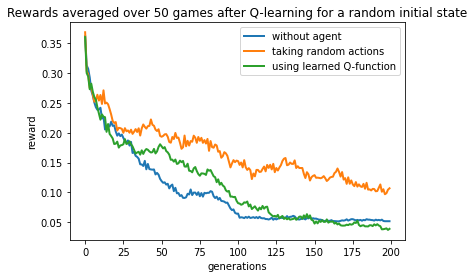 Rewards averaged over 50 games after Q-learning for a random initial state
without agent
taking random actions
using learned Q-function
reward
0.35
0.30
0.25
0.20
0.15
0.10
0.05
0
25
50
75
100
125
150
175
200
generations